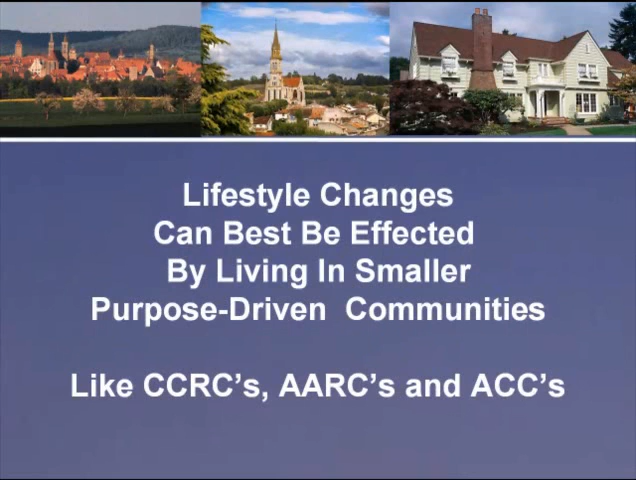 Lifestyle Changes
Can Best Be Effected
By Living In Smaller
Purpose-Driven  Communities
Like CCRC’s, AARC’s and ACC’s